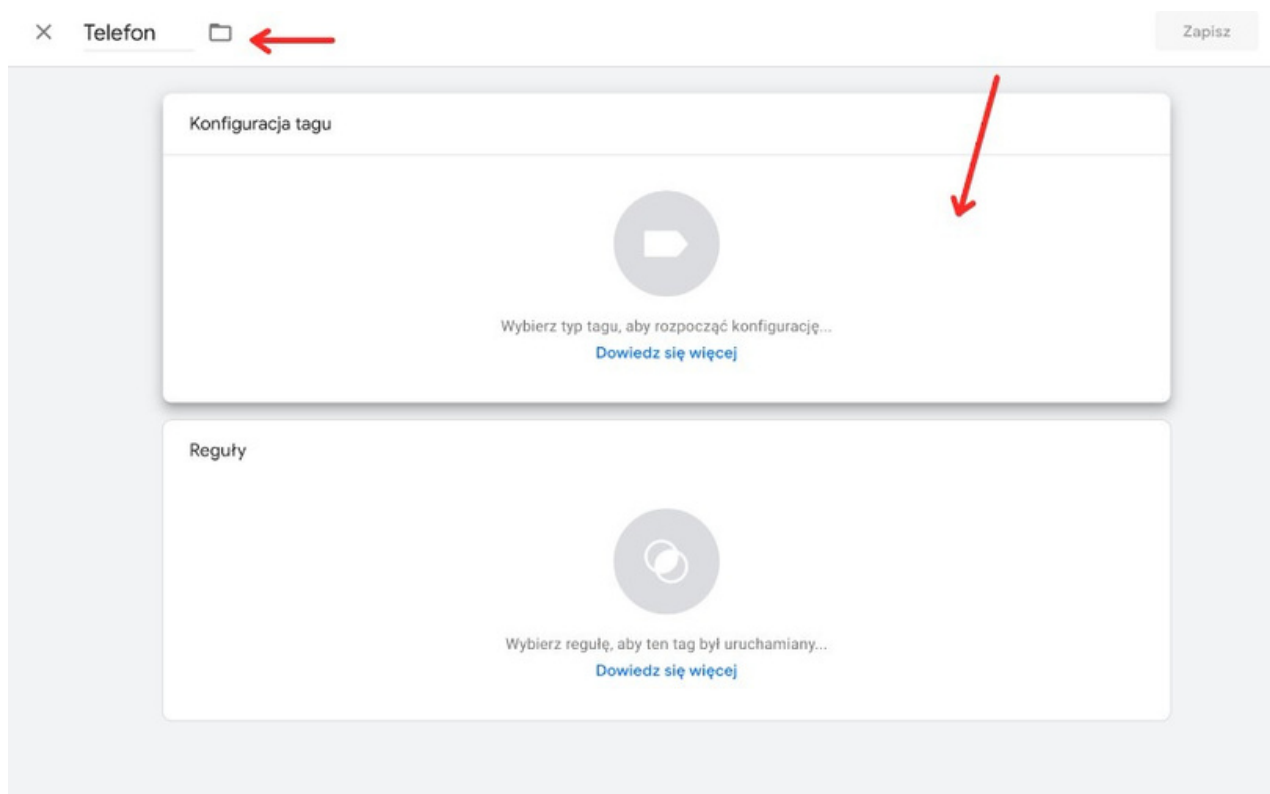 Telefon
Zapisz
Konfiguracja tagu
Wybierz typ tagu, aby rozpocząć konfigurację...
Dowiedz się więcej
Reguły
Wybierz regułę, aby ten tag był uruchamiany...
Dowiedz się więcej